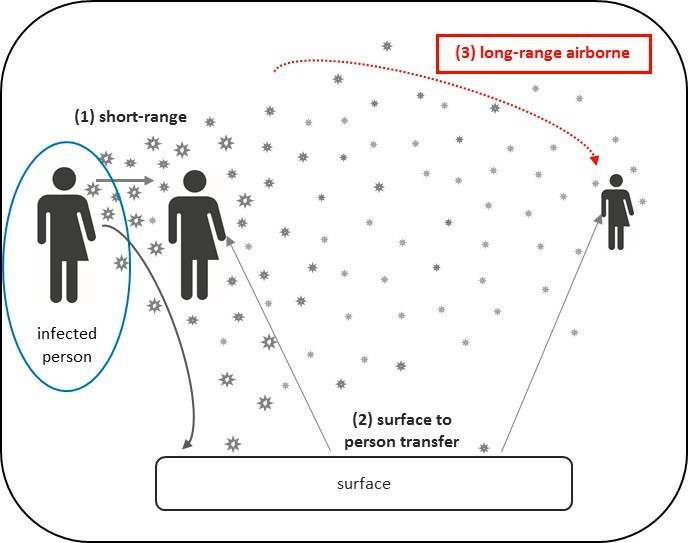 (3) long-range airborne
(1) short-range
infected
person
(2) surface to
person transfer
surface